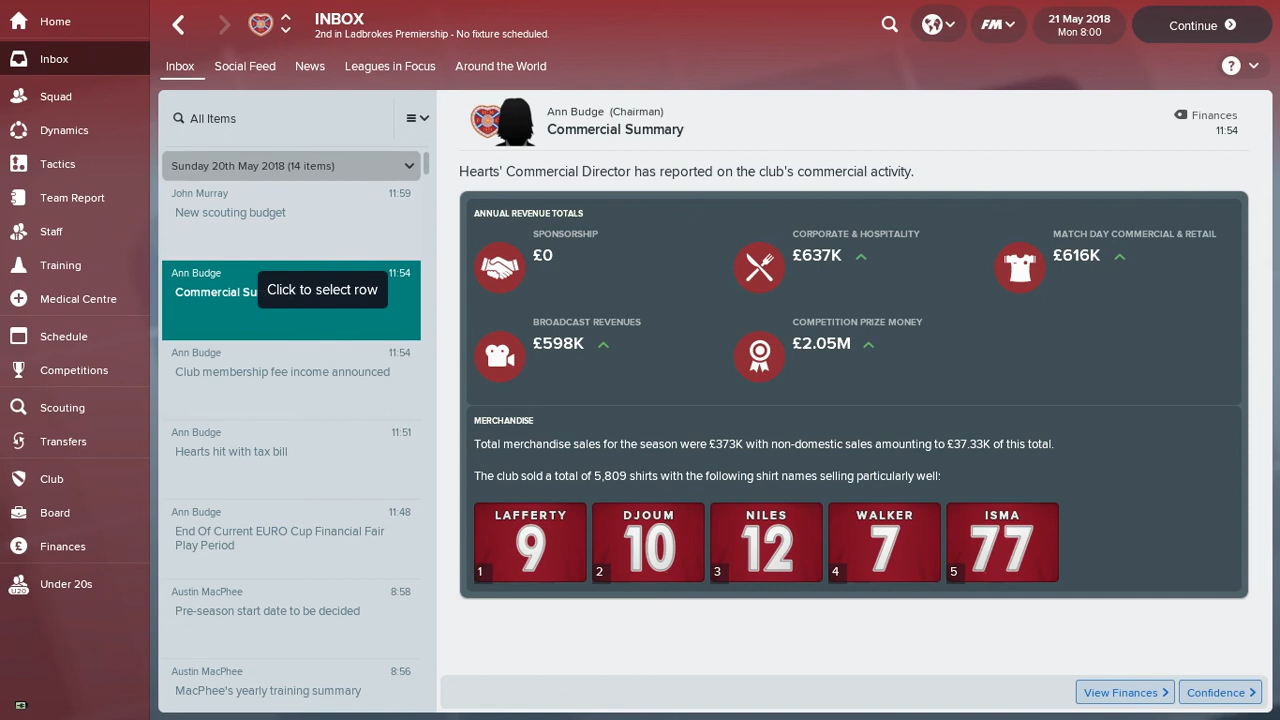 Home
Inbox
Squad
Dynamics
Tactics
Team Report
Staff
Training
Medical Centre
Schedule
Competitions
Scouting
Transfers
Club
Board
Finances
Under 20s
INBOX
2nd in Ladbrokes Premiership - No fixture scheduled.
FM
21 May 2018
Mon 8:00
Continue
Inbox
Social Feed
News
Leagues in Focus
Around the World
?
All Items
Sunday 20th May 2018 (14 items)
John Murray 11:59
New scouting budget
Ann Budge 11:54
Commercial Su
Click to select row
Ann Budge 11:54
Club membership fee income announced
Ann Budge 11:51
Hearts hit with tax bill
Ann Budge 11:48
End Of Current EURO Cup Financial Fair
Play Period
Austin MacPhee 8:58
Pre-season start date to be decided
Austin MacPhee 8:56
MacPhee's yearly training summary
Ann Budge (Chairman)
Commercial Summary
Finances
11:54
Hearts' Commercial Director has reported on the club's commercial activity.
ANNUAL REVENUE TOTALS
SPONSORSHIP
£0
CORPORATE & HOSPITALITY
£637K
MATCH DAY COMMERCIAL & RETAIL
£616K
BROADCAST REVENUES
£598K
COMPETITION PRIZE MONEY
£2.05M
MERCHANDISE
Total merchandise sales for the season were £373K with non-domestic sales amounting to £37.33K of this total.
The club sold a total of 5,809 shirts with the following shirt names selling particularly well:
LAFFERTY
9
1
DJOUM
10
2
NILES
12
3
WALKER
7
4
ISMA
77
5
View Finances
Confidence